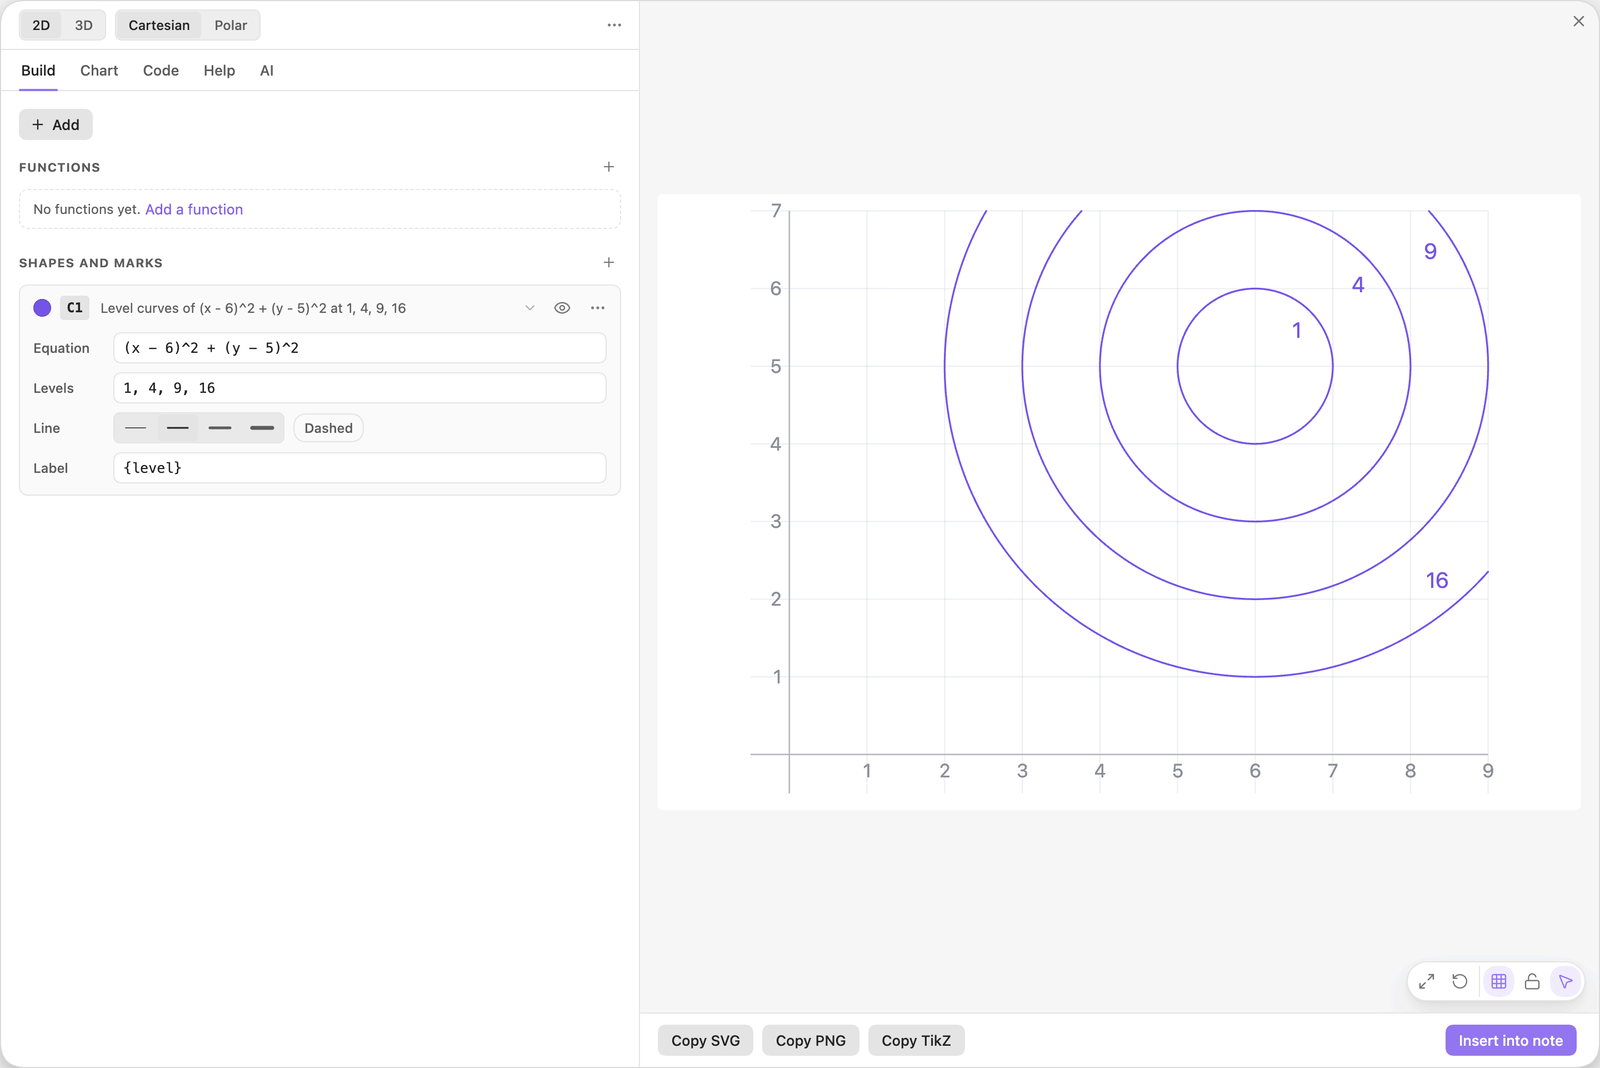 2D 3D Cartesian Polar
Build Chart Code Help AI
+ Add
FUNCTIONS
No functions yet. Add a function
SHAPES AND MARKS
C1 Level curves of (x - 6)^2 + (y - 5)^2 at 1, 4, 9, 16
Equation (x − 6)^2 + (y − 5)^2
Levels 1, 4, 9, 16
Line Dashed
Label {level}
7
9
6
4
1
5
4
3
16
2
1
1 2 3 4 5 6 7 8 9
Copy SVG Copy PNG Copy TikZ Insert into note